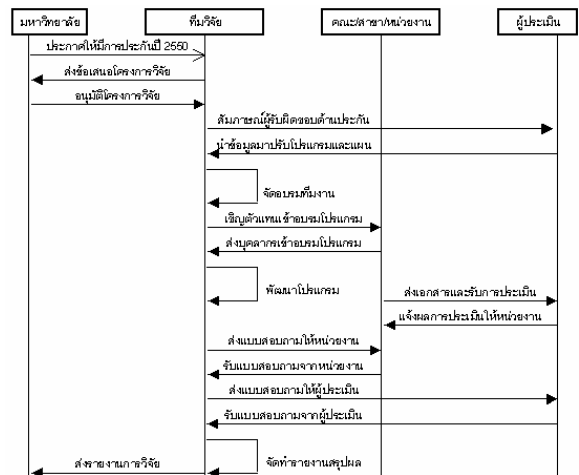 มหาวิทยาลัย
ทีมวิจัย
คณะ/สาขา/หน่วยงาน
ผู้ประเมิน
ประกาศให้มีการประกันปี 2550
ส่งข้อเสนอโครงการวิจัย
อนุมัติโครงการวิจัย
สัมภาษณ์ผู้รับผิดชอบด้านประกัน
นำข้อมูลมาปรับโปรแกรมและแผน
จัดอบรมทีมงาน
เชิญตัวแทนเข้าอบรมโปรแกรม
ส่งบุคลากรเข้าอบรมโปรแกรม
พัฒนาโปรแกรม
ส่งเอกสารและรับการประเมิน
แจ้งผลการประเมินให้หน่วยงาน
ส่งแบบสอบถามให้หน่วยงาน
รับแบบสอบถามจากหน่วยงาน
ส่งแบบสอบถามให้ผู้ประเมิน
รับแบบสอบถามจากผู้ประเมิน
ส่งรายงานการวิจัย
จัดทำรายงานสรุปผล